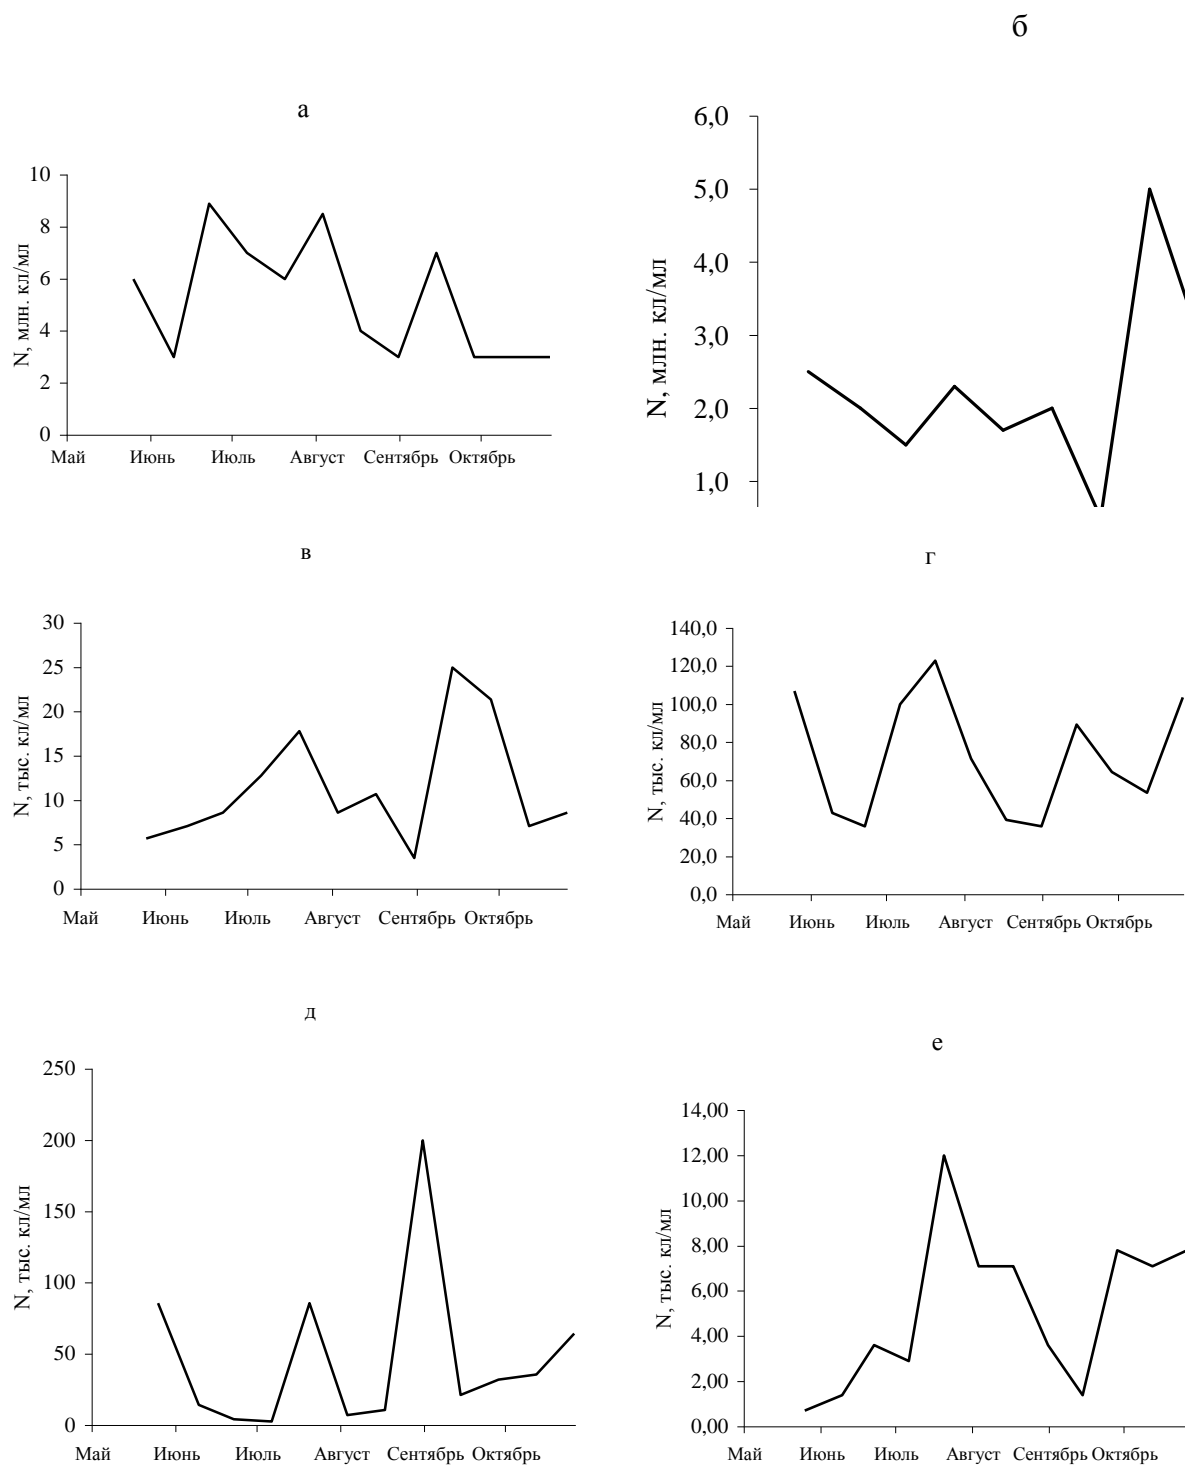 б
а
6,0
5,0
4,0
3,0
2,0
1,0
N, млн. кл/мл
10
8
6
4
2
0
N, млн. кл/мл
Май Июнь Июль Август Сентябрь Октябрь
в
30
25
20
15
10
5
0
N, тыс. кл/мл
Май Июнь Июль Август Сентябрь Октябрь
г
140,0
120,0
100,0
80,0
60,0
40,0
20,0
0,0
N, тыс. кл/мл
Май Июнь Июль Август Сентябрь Октябрь
д
250
200
150
100
50
0
N, тыс. кл/мл
Май Июнь Июль Август Сентябрь Октябрь
е
14,00
12,00
10,00
8,00
6,00
4,00
2,00
0,00
N, тыс. кл/мл
Май Июнь Июль Август Сентябрь Октябрь